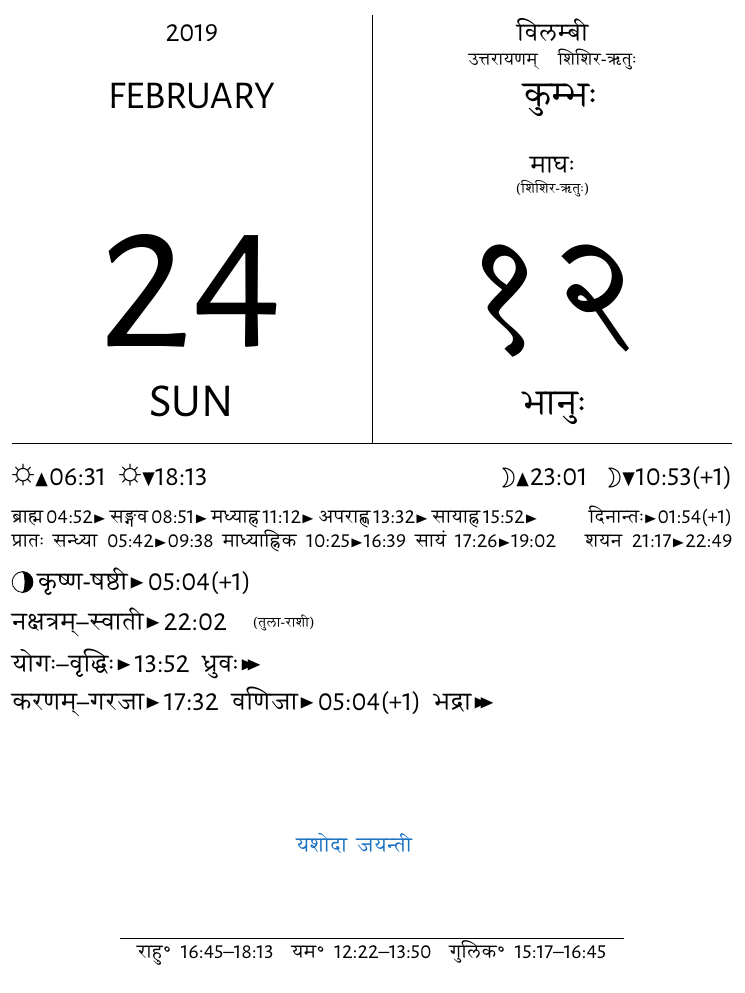 2019
FEBRUARY
24
SUN
विलम्बी
उत्तरायणम् शिशिर-ऋतुः
कुम्भः
माघः
(शिशिर-ऋतुः)
१२
भानुः
☼▲06:31 ☼▼18:13 ☽▲23:01 ☽▼10:53(+1)
ब्राह्म 04:52► सङ्गव 08:51► मध्याह्न 11:12► अपराह्ण 13:32► सायाह्न 15:52► दिनान्तः►01:54(+1)
प्रातः सन्ध्या 05:42►09:38 माध्याह्निक 10:25►16:39 सायं 17:26►19:02 शयन 21:17►22:49
कृष्ण-षष्ठी►05:04(+1)
नक्षत्रम्–स्वाती►22:02 (तुला-राशी)
योगः–वृद्धिः►13:52 ध्रुवः►►
करणम्–गरजा►17:32 वणिजा►05:04(+1) भद्रा►►
यशोदा जयन्ती
राहु॰ 16:45–18:13 यम॰ 12:22–13:50 गुलिक॰ 15:17–16:45